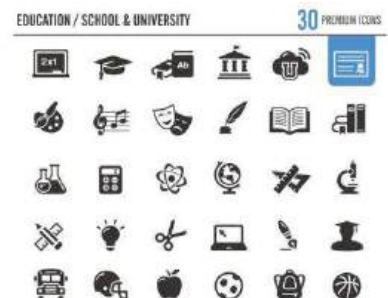 EDUCATION / SCHOOL & UNIVERSITY
30 PREMIUM ICONS
2x1
Ab
U